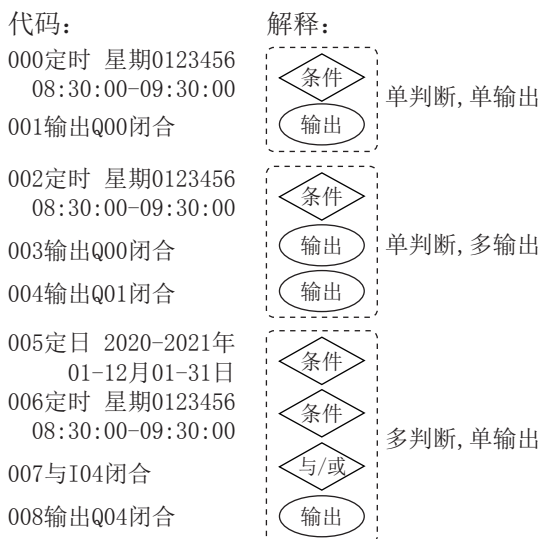 代码：
解释：
000定时 星期0123456
08:30:00-09:30:00
001输出Q00闭合
条件
输出
单判断,单输出
002定时 星期0123456
08:30:00-09:30:00
003输出Q00闭合
004输出Q01闭合
条件
输出
输出
单判断,多输出
005定日 2020-2021年
01-12月01-31日
006定时 星期0123456
08:30:00-09:30:00
007与I04闭合
008输出Q04闭合
条件
条件
与/或
输出
多判断,单输出